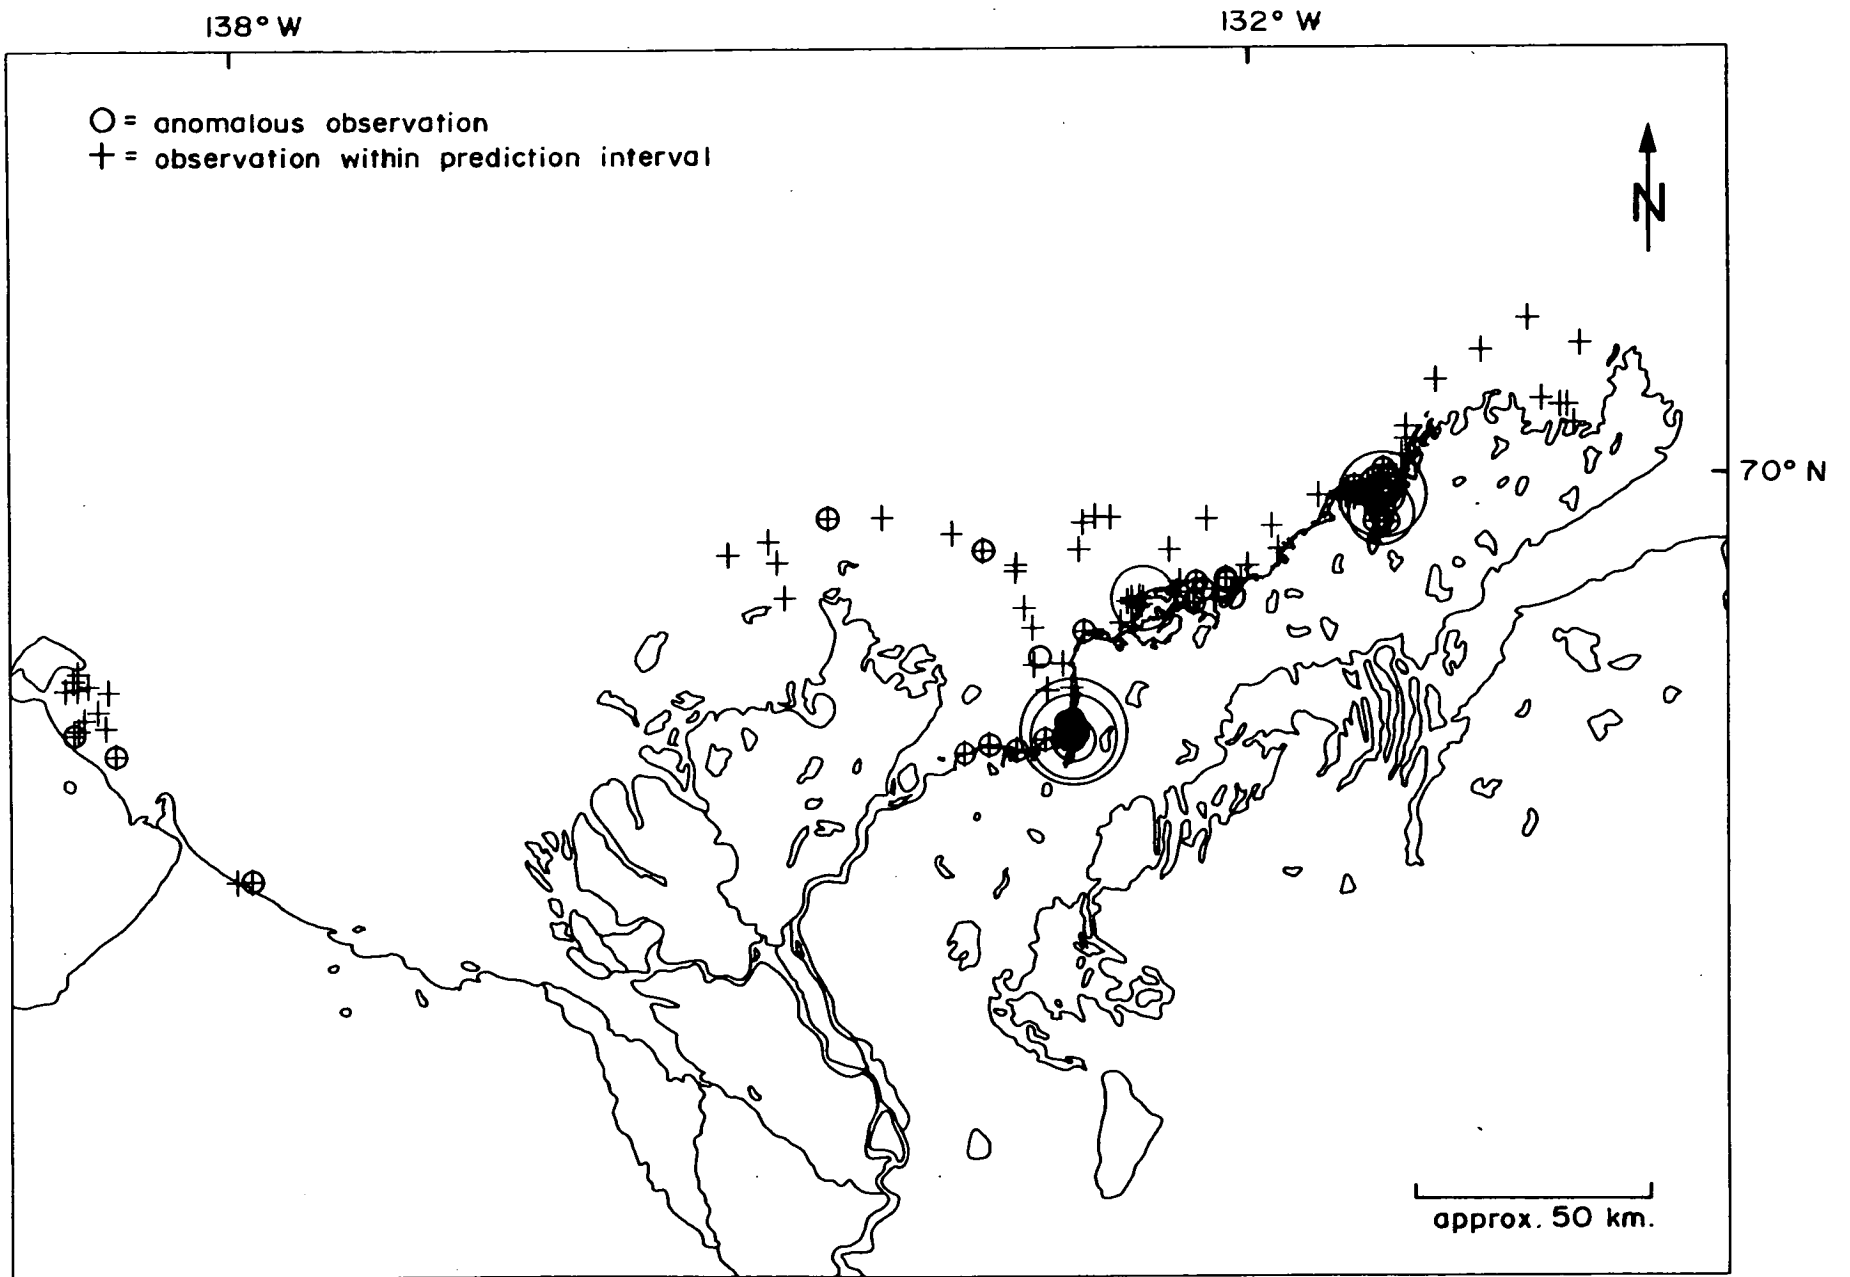 138° W
132° W
O = anomalous observation
+ = observation within prediction interval
N
70° N
approx. 50 km.